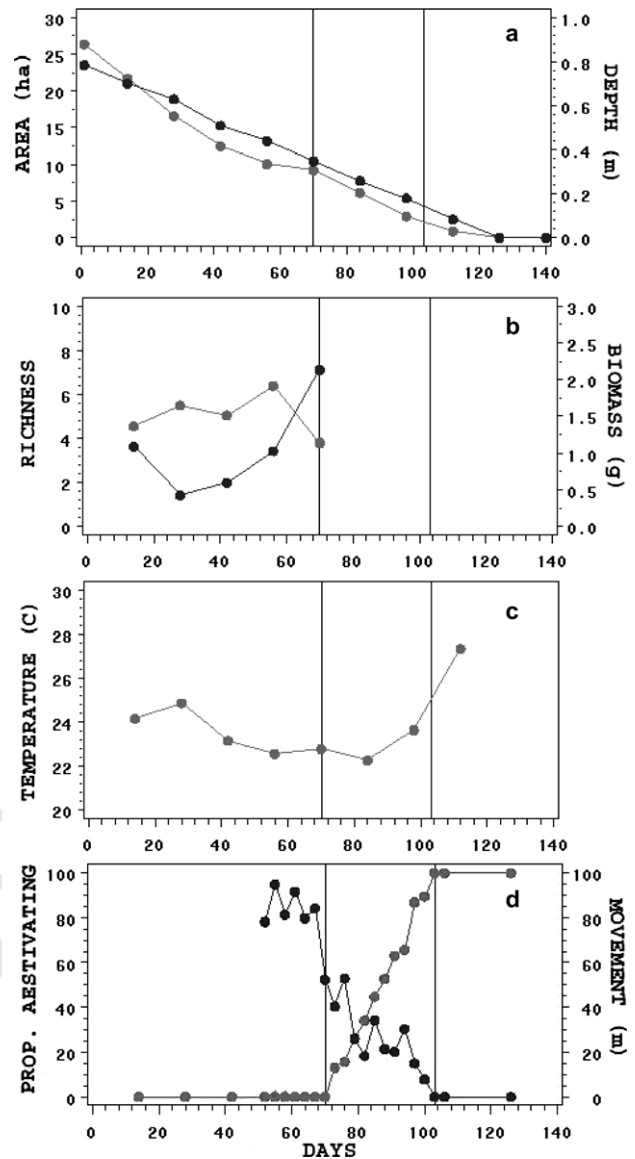 a
AREA (ha)
30
25
20
15
10
5
0
DEPTH (m)
1.0
0.8
0.6
0.4
0.2
0.0
0 20 40 60 80 100 120 140
b
RICHNESS
10
8
6
4
2
0
BIOMASS (g)
3.0
2.5
2.0
1.5
1.0
0.5
0.0
0 20 40 60 80 100 120 140
c
TEMPERATURE (C)
30
28
26
24
22
20
0 20 40 60 80 100 120 140
d
PROP. AESTIVATING
100
80
60
40
20
0
MOVEMENT (m)
100
80
60
40
20
0
0 20 40 60 80 100 120 140
DAYS